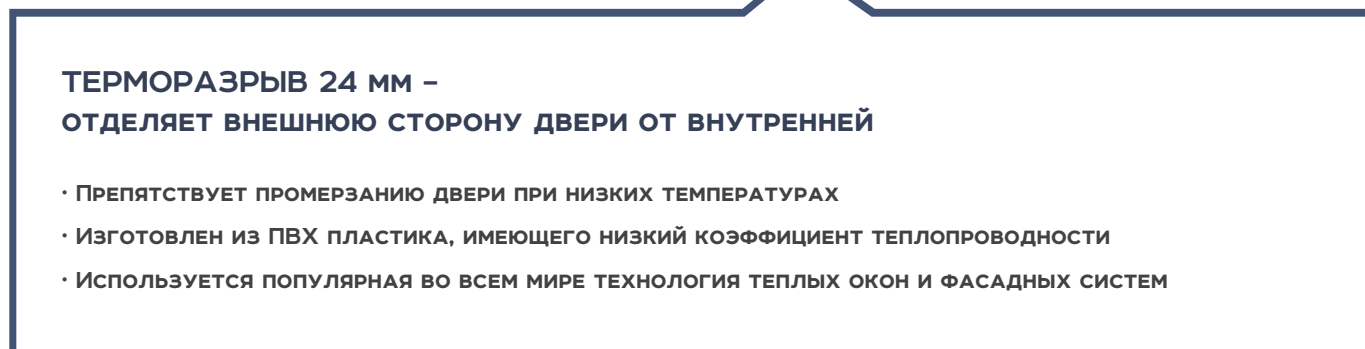 ТЕРМОРАЗРЫВ 24 мм –
ОТДЕЛЯЕТ ВНЕШНЮЮ СТОРОНУ ДВЕРИ ОТ ВНУТРЕННЕЙ
· Препятствует промерзанию двери при низких температурах
· Изготовлен из ПВХ пластика, имеющего низкий коэффициент теплопроводности
· Используется популярная во всем мире технология теплых окон и фасадных систем